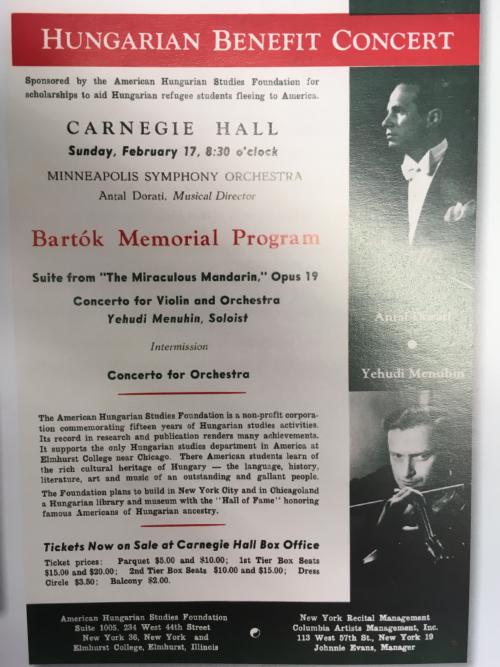 HUNGARIAN BENEFIT CONCERT
Sponsored by the American Hungarian Studies Foundation for
scholarships to aid Hungarian refugee students fleeing to America.
CARNEGIE HALL
Sunday, February 17, 8:30 o'clock
MINNEAPOLIS SYMPHONY ORCHESTRA
Antal Dorati, Musical Director
Bartók Memorial Program
Suite from "The Miraculous Mandarin," Opus 19
Concerto for Violin and Orchestra
Yehudi Menuhin, Soloist
Intermission
Concerto for Orchestra
Antal Dorati
Yehudi Menuhin
The American Hungarian Studies Foundation is a non-profit corpora-
tion commemorating fifteen years of Hungarian studies activities.
Its record in research and publication renders many achievements.
It supports the only Hungarian studies department in America at
Elmhurst College near Chicago. There American students learn of
the rich cultural heritage of Hungary — the language, history,
literature, art and music of an outstanding and gallant people.
The Foundation plans to build in New York City and in Chicagoland
a Hungarian library and museum with the "Hall of Fame" honoring
famous Americans of Hungarian ancestry.
Tickets Now on Sale at Carnegie Hall Box Office
Ticket prices: Parquet $5.00 and $10.00; 1st Tier Box Seats
$15.00 and $20.00; 2nd Tier Box Seats $10.00 and $15.00; Dress
Circle $3.50; Balcony $2.00.
American Hungarian Studies Foundation
Suite 1005, 234 West 44th Street
New York 36, New York and
Elmhurst College, Elmhurst, Illinois
New York Recital Management
Columbia Artists Management, Inc.
113 West 57th St., New York 19
Johnnie Evans, Manager